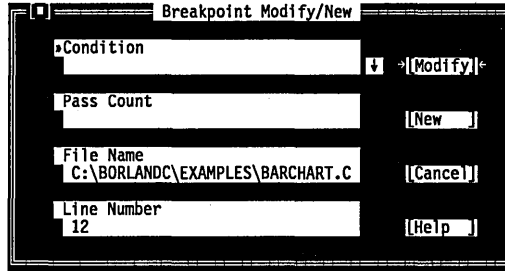 Breakpoint Modify/New
»Condition
↓ →[Modify]←
Pass Count
[New ]
File Name
C:\BORLANDC\EXAMPLES\BARCHART.C
[Cancel]
Line Number
12
[Help ]